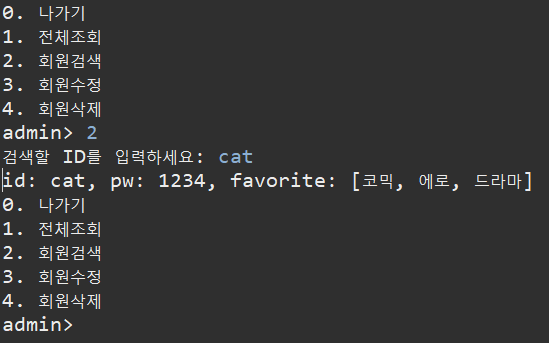 0. 나가기
1. 전체조회
2. 회원검색
3. 회원수정
4. 회원삭제
admin> 2
검색할 ID를 입력하세요: cat
id: cat, pw: 1234, favorite: [코믹, 에로, 드라마]
0. 나가기
1. 전체조회
2. 회원검색
3. 회원수정
4. 회원삭제
admin>